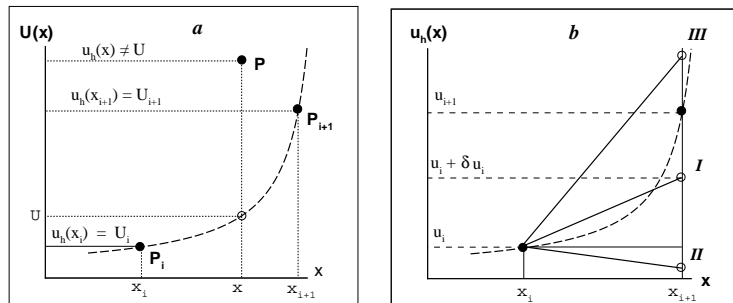 U(x)
a
u_h(x) ≠ U
P
u_h(x_{i+1}) = U_{i+1}
P_{i+1}
U
u_h(x_i) = U_i
P_i
x
x_i
x
x_{i+1}
u_h(x)
b
III
u_{i+1}
u_i + δu_i
I
u_i
II
x
x_i
x_{i+1}